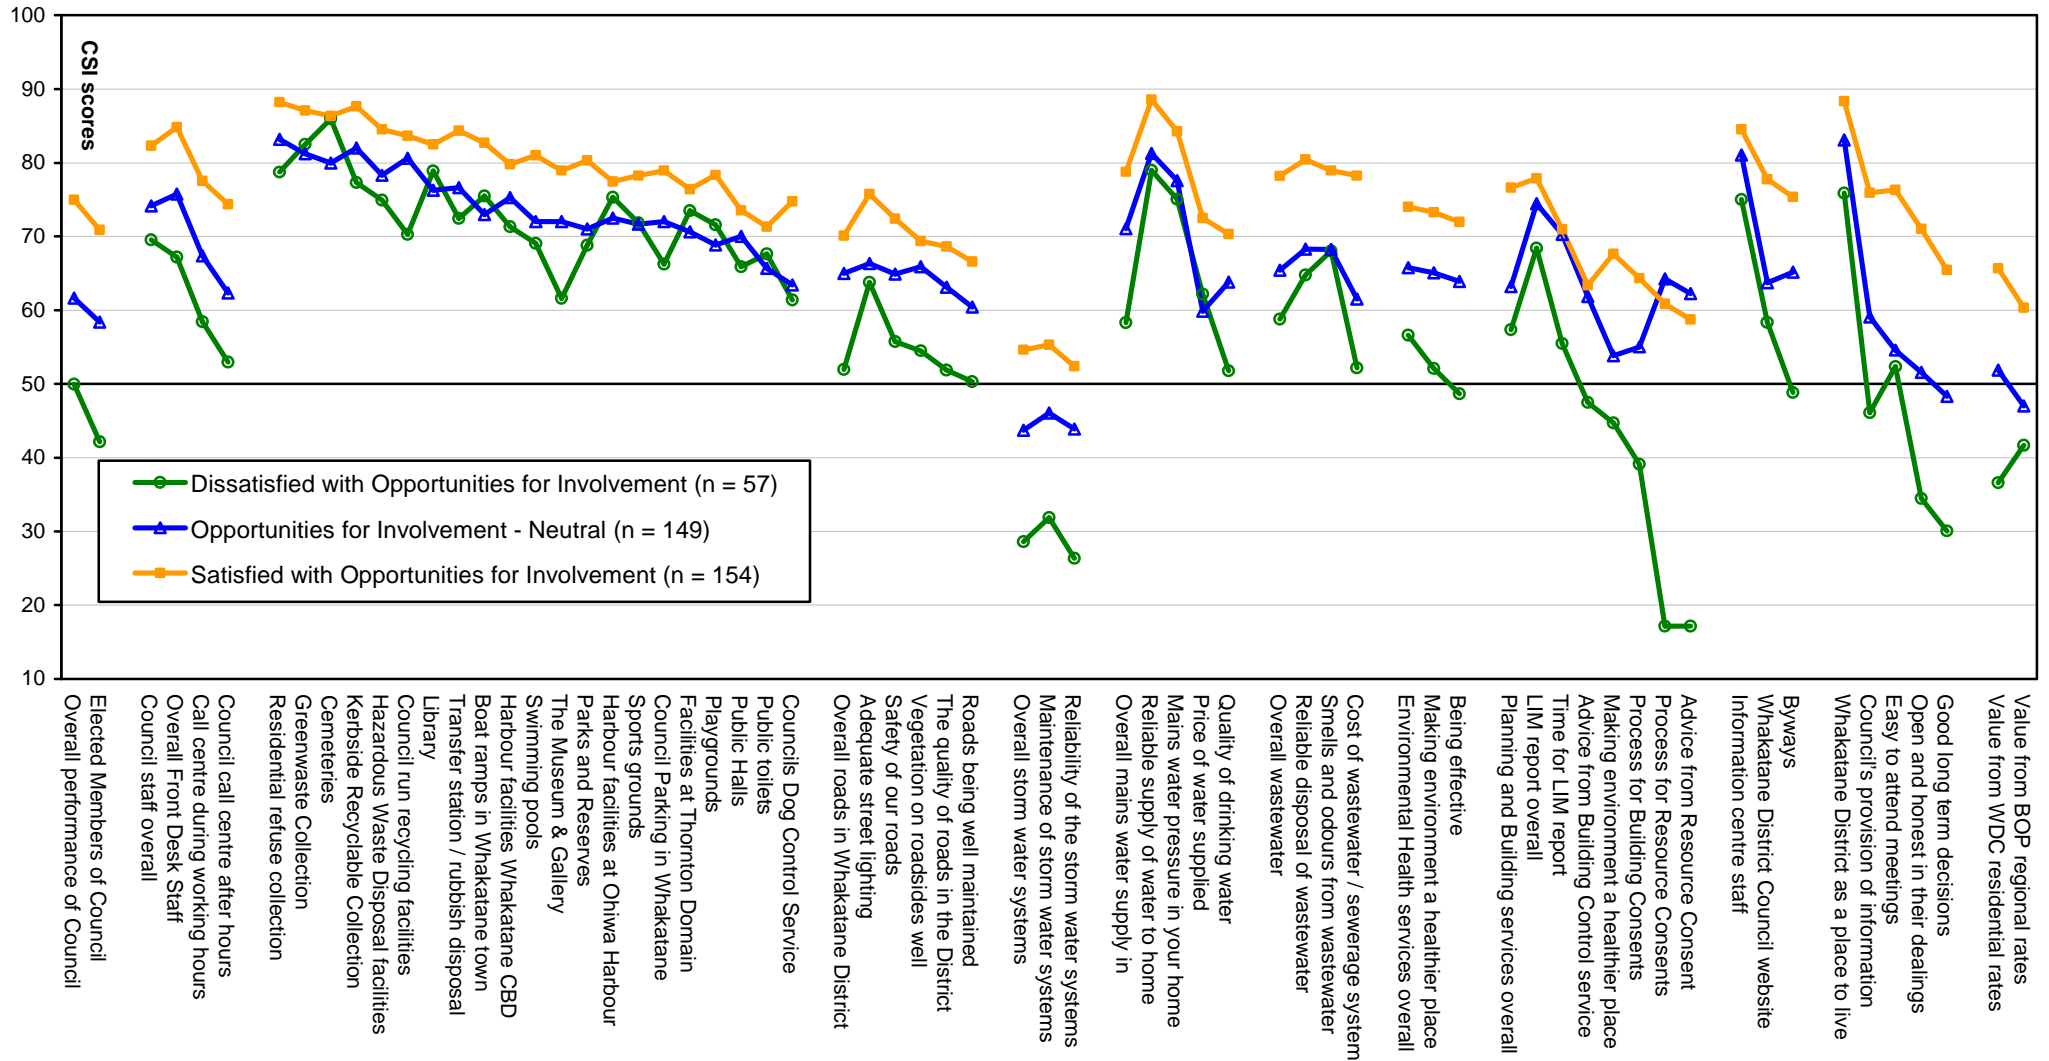 100
90
80
70
60
50
40
30
20
10
CSI scores
Dissatisfied with Opportunities for Involvement (n = 57)
Opportunities for Involvement - Neutral (n = 149)
Satisfied with Opportunities for Involvement (n = 154)
Overall performance of Council
Elected Members of Council
Council staff overall
Overall Front Desk Staff
Call centre during working hours
Council call centre after hours
Residential refuse collection
Greenwaste Collection
Cemeteries
Kerbside Recyclable Collection
Hazardous Waste Disposal facilities
Council run recycling facilities
Library
Transfer station / rubbish disposal
Boat ramps in Whakatane town
Harbour facilities Whakatane CBD
Swimming pools
The Museum & Gallery
Parks and Reserves
Harbour facilities at Ohiwa Harbour
Sports grounds
Council Parking in Whakatane
Facilities at Thornton Domain
Playgrounds
Public Halls
Public toilets
Councils Dog Control Service
Overall roads in Whakatane District
Adequate street lighting
Safety of our roads
Vegetation on roadsides well
The quality of roads in the District
Roads being well maintained
Overall storm water systems
Maintenance of storm water systems
Reliability of the storm water systems
Overall mains water supply in
Reliable supply of water to home
Mains water pressure in your home
Price of water supplied
Quality of drinking water
Overall wastewater
Reliable disposal of wastewater
Smells and odours from wastewater
Cost of wastewater / sewerage system
Environmental Health services overall
Making environment a healthier place
Being effective
Planning and Building services overall
LIM report overall
Time for LIM report
Advice from Building Control service
Making environment a healthier place
Process for Building Consents
Process for Resource Consents
Advice from Resource Consent
Information centre staff
Whakatane District Council website
Byways
Whakatane District as a place to live
Council's provision of information
Easy to attend meetings
Open and honest in their dealings
Good long term decisions
Value from WDC residential rates
Value from BOP regional rates